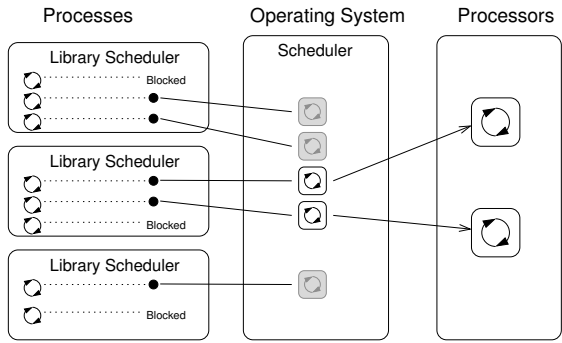 Processes Operating System Processors
Library Scheduler
Blocked
Scheduler
Library Scheduler
Blocked
Library Scheduler
Blocked